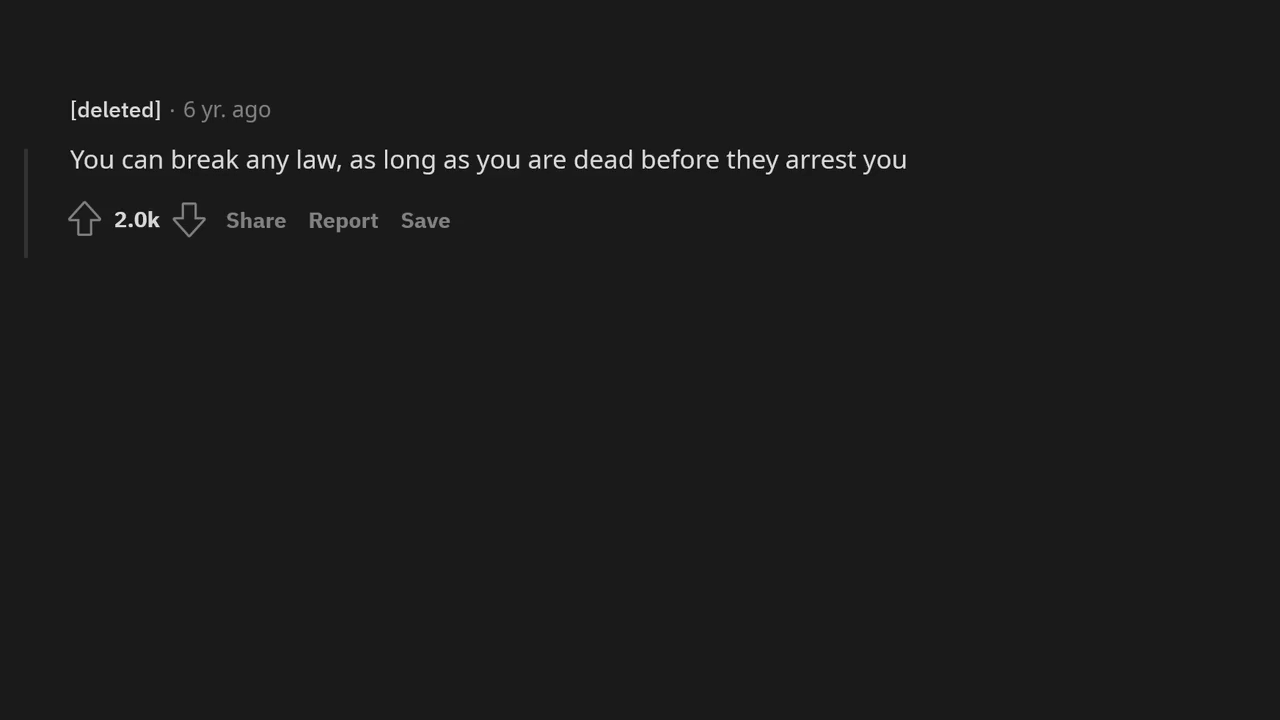 [deleted] · 6 yr. ago
You can break any law, as long as you are dead before they arrest you
2.0k Share Report Save